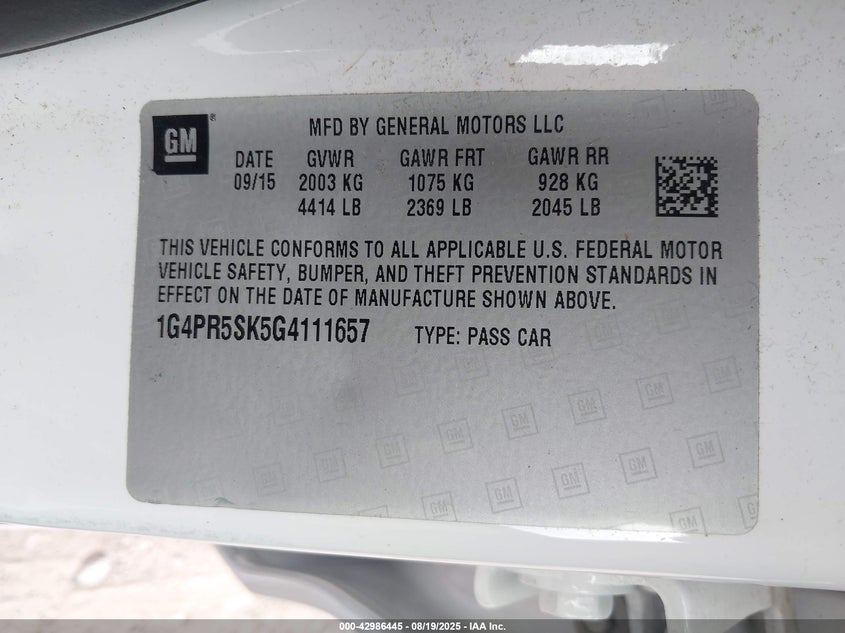 GM ®
MFD BY GENERAL MOTORS LLC
DATE GVWR GAWR FRT GAWR RR
09/15 2003 KG 1075 KG 928 KG
4414 LB 2369 LB 2045 LB
THIS VEHICLE CONFORMS TO ALL APPLICABLE U.S. FEDERAL MOTOR
VEHICLE SAFETY, BUMPER, AND THEFT PREVENTION STANDARDS IN
EFFECT ON THE DATE OF MANUFACTURE SHOWN ABOVE.
1G4PR5SK5G4111657 TYPE: PASS CAR
000-42986445 - 08/19/2025 - IAA Inc.